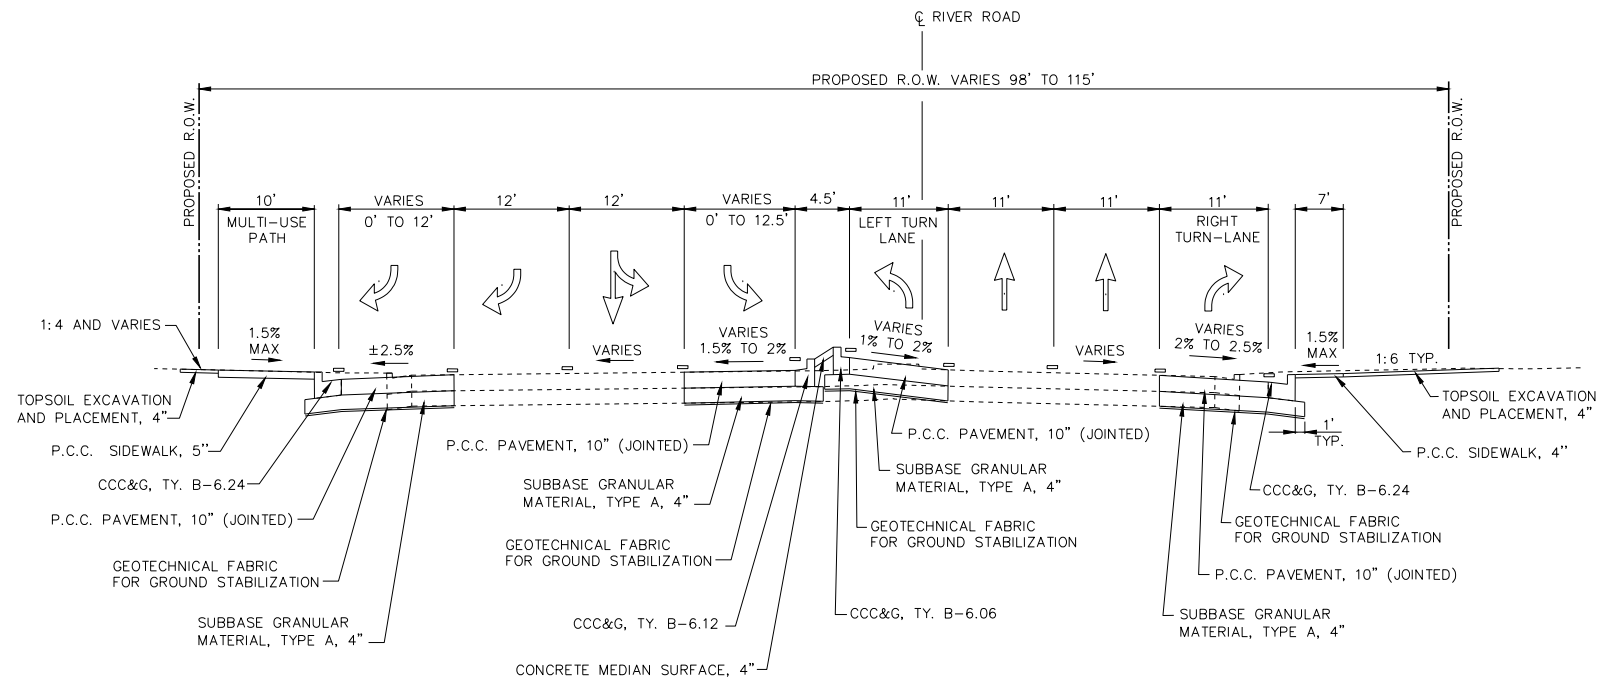 ℄ RIVER ROAD
PROPOSED R.O.W. VARIES 98' TO 115'
PROPOSED R.O.W.
PROPOSED R.O.W.
10'
VARIES
12'
12'
VARIES
4.5'
11'
11'
11'
11'
7'
MULTI-USE
PATH
0' TO 12'
0' TO 12.5'
LEFT TURN
LANE
RIGHT
TURN-LANE
1:4 AND VARIES
1.5%
MAX
±2.5%
VARIES
VARIES
1.5% TO 2%
VARIES
1% TO 2%
VARIES
VARIES
2% TO 2.5%
1.5%
MAX
1:6 TYP.
TOPSOIL EXCAVATION
AND PLACEMENT, 4"
P.C.C. SIDEWALK, 5''
CCC&G, TY. B-6.24
P.C.C. PAVEMENT, 10" (JOINTED)
GEOTECHNICAL FABRIC
FOR GROUND STABILIZATION
SUBBASE GRANULAR
MATERIAL, TYPE A, 4"
P.C.C. PAVEMENT, 10" (JOINTED)
SUBBASE GRANULAR
MATERIAL, TYPE A, 4"
GEOTECHNICAL FABRIC
FOR GROUND STABILIZATION
CCC&G, TY. B-6.12
CONCRETE MEDIAN SURFACE, 4"
P.C.C. PAVEMENT, 10" (JOINTED)
SUBBASE GRANULAR
MATERIAL, TYPE A, 4"
GEOTECHNICAL FABRIC
FOR GROUND STABILIZATION
CCC&G, TY. B-6.06
1'
TYP.
TOPSOIL EXCAVATION
AND PLACEMENT, 4"
P.C.C. SIDEWALK, 4''
CCC&G, TY. B-6.24
GEOTECHNICAL FABRIC
FOR GROUND STABILIZATION
P.C.C. PAVEMENT, 10" (JOINTED)
SUBBASE GRANULAR
MATERIAL, TYPE A, 4"